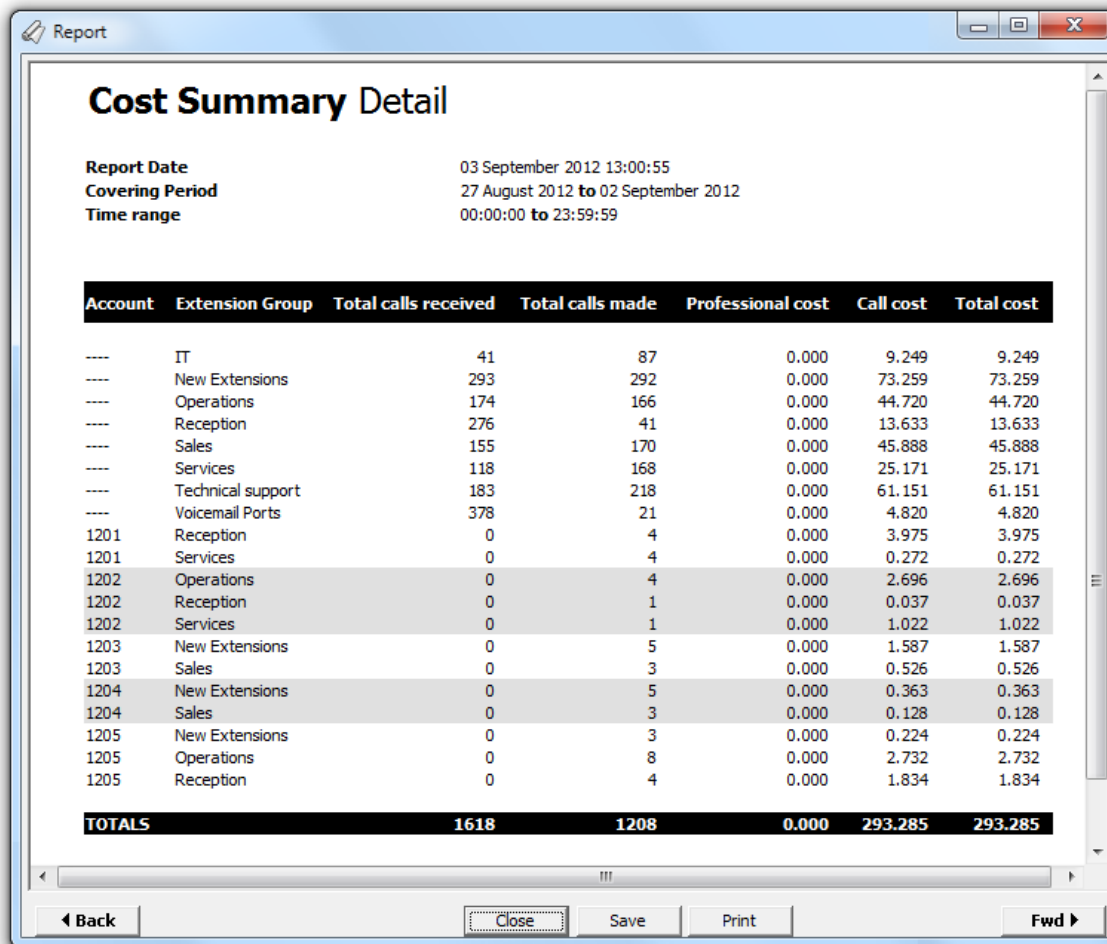 Report
Cost Summary Detail
Report Date 03 September 2012 13:00:55
Covering Period 27 August 2012 to 02 September 2012
Time range 00:00:00 to 23:59:59
Account Extension Group Total calls received Total calls made Professional cost Call cost Total cost
---- IT 41 87 0.000 9.249 9.249
---- New Extensions 293 292 0.000 73.259 73.259
---- Operations 174 166 0.000 44.720 44.720
---- Reception 276 41 0.000 13.633 13.633
---- Sales 155 170 0.000 45.888 45.888
---- Services 118 168 0.000 25.171 25.171
---- Technical support 183 218 0.000 61.151 61.151
---- Voicemail Ports 378 21 0.000 4.820 4.820
1201 Reception 0 4 0.000 3.975 3.975
1201 Services 0 4 0.000 0.272 0.272
1202 Operations 0 4 0.000 2.696 2.696
1202 Reception 0 1 0.000 0.037 0.037
1202 Services 0 1 0.000 1.022 1.022
1203 New Extensions 0 5 0.000 1.587 1.587
1203 Sales 0 3 0.000 0.526 0.526
1204 New Extensions 0 5 0.000 0.363 0.363
1204 Sales 0 3 0.000 0.128 0.128
1205 New Extensions 0 3 0.000 0.224 0.224
1205 Operations 0 8 0.000 2.732 2.732
1205 Reception 0 4 0.000 1.834 1.834
TOTALS 1618 1208 0.000 293.285 293.285
Back Close Save Print Fwd